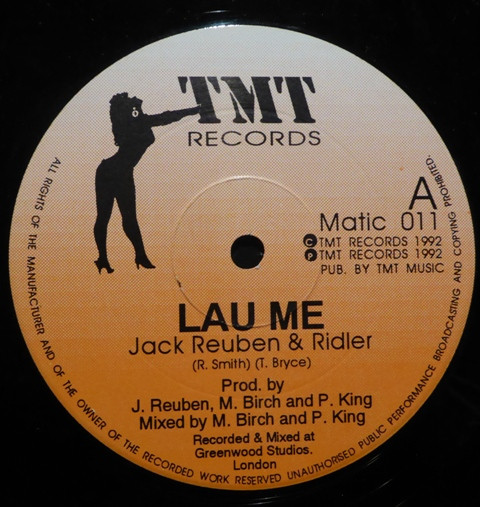 TMT
RECORDS
A
Matic 011
© TMT RECORDS 1992
℗ TMT RECORDS 1992
PUB. BY TMT MUSIC
LAU ME
Jack Reuben & Ridler
(R. Smith) (T. Bryce)
Prod. by
J. Reuben, M. Birch and P. King
Mixed by M. Birch and P. King
Recorded & Mixed at
Greenwood Studios.
London
ALL RIGHTS OF THE MANUFACTURER AND OF THE OWNER OF THE RECORDED WORK RESERVED UNAUTHORISED PUBLIC PERFORMANCE BROADCASTING AND COPYING PROHIBITED.